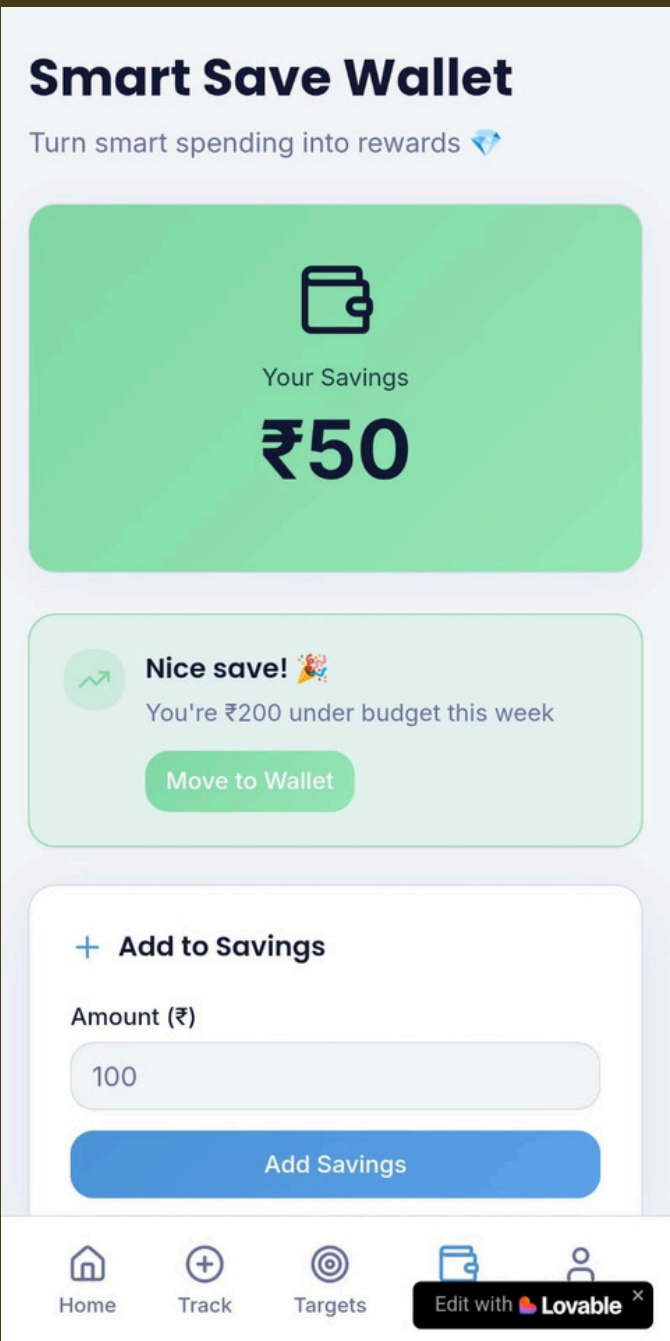 Smart Save Wallet
Turn smart spending into rewards 💎
Your Savings
₹50
Nice save! 🎉
You're ₹200 under budget this week
Move to Wallet
+ Add to Savings
Amount (₹)
100
Add Savings
Home Track Targets
Edit with Lovable ×